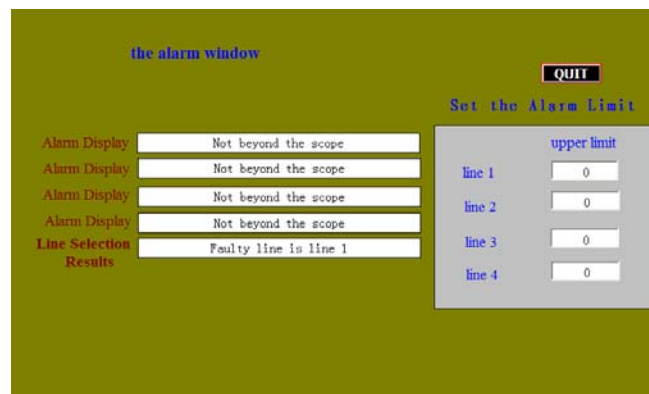 the alarm window
QUIT
Set the Alarm Limit
Alarm Display Not beyond the scope
Alarm Display Not beyond the scope
Alarm Display Not beyond the scope
Alarm Display Not beyond the scope
Line Selection Results Faulty line is line 1
upper limit
line 1 0
line 2 0
line 3 0
line 4 0